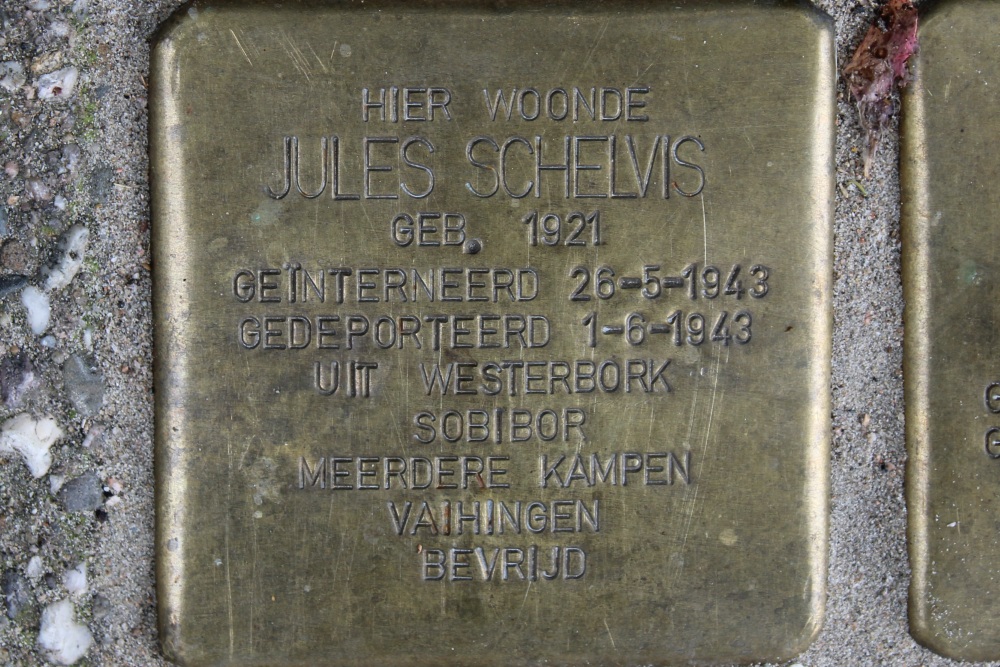 HIER WOONDE
JULES SCHELVIS
GEB. 1921
GEÏNTERNEERD 26-5-1943
GEDEPORTEERD 1-6-1943
UIT WESTERBORK
SOBIBOR
MEERDERE KAMPEN
VAIHINGEN
BEVRIJD
G
G